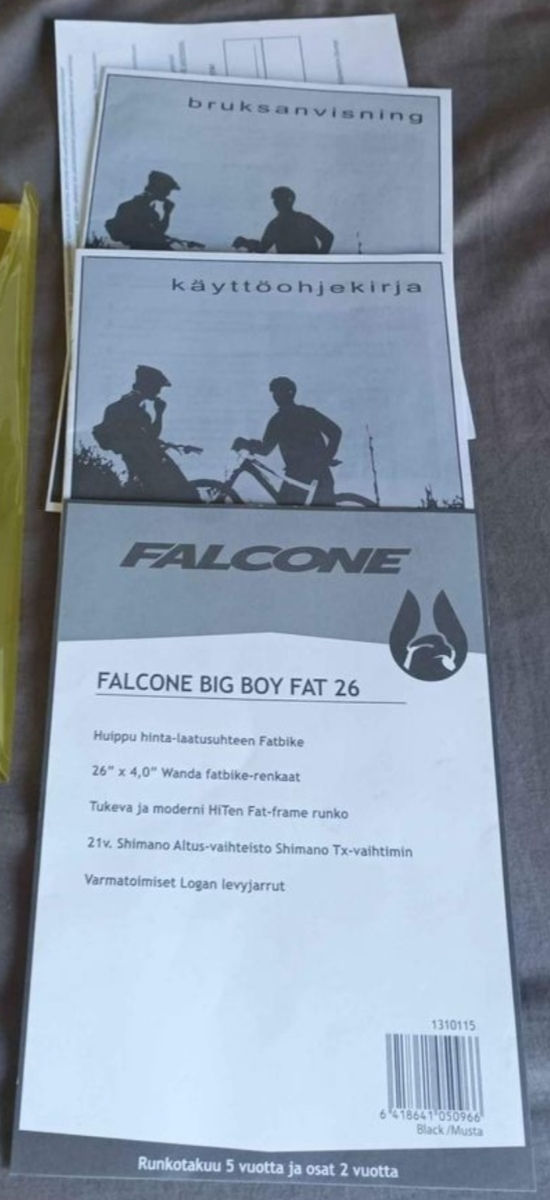 bruksanvisning
käyttöohjekirja
FALCONE
FALCONE BIG BOY FAT 26
Huippu hinta-laatusuhteen Fatbike
26" x 4,0" Wanda fatbike-renkaat
Tukeva ja moderni HiTen Fat-frame runko
21v. Shimano Altus-vaihteisto Shimano Tx-vaihtimin
Varmatoimiset Logan levyjarrut
1310115
6 418641 050966
Black /Musta
Runkotakuu 5 vuotta ja osat 2 vuotta